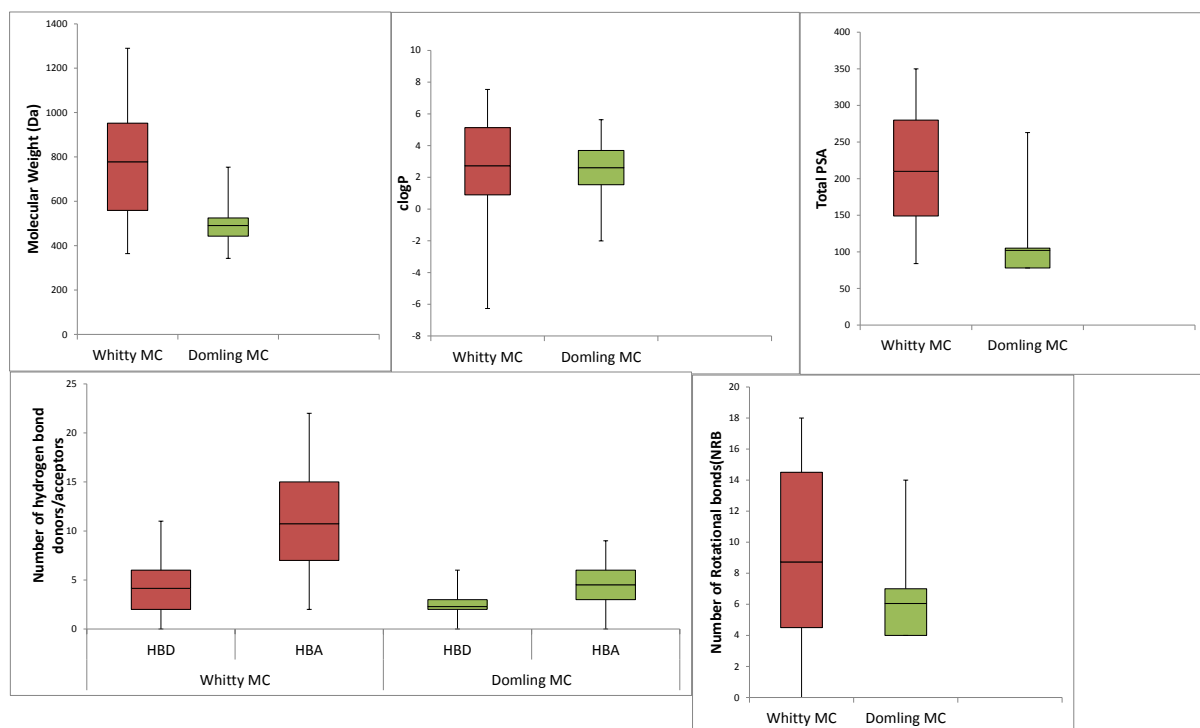 Molecular Weight (Da)
1400
1200
1000
800
600
400
200
0
Whitty MC
Domling MC
clogP
10
8
6
4
2
0
-2
-4
-6
-8
Whitty MC
Domling MC
Total PSA
400
350
300
250
200
150
100
50
0
Whitty MC
Domling MC
Number of hydrogen bond
donors/acceptors
25
20
15
10
5
0
HBD
HBA
HBD
HBA
Whitty MC
Domling MC
Number of Rotational bonds(NRB
20
18
16
14
12
10
8
6
4
2
0
Whitty MC
Domling MC